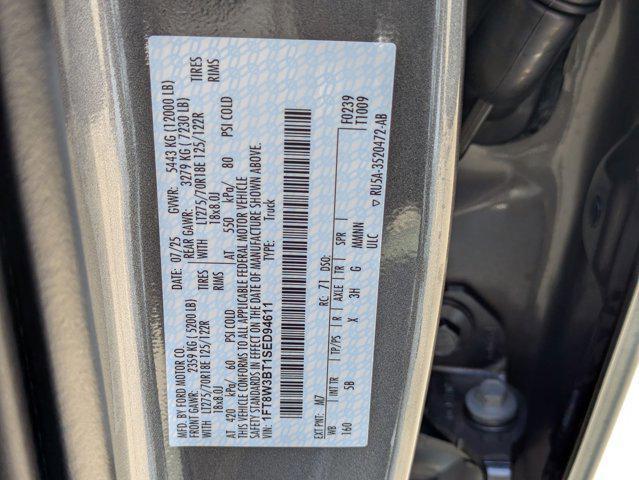 MFD. BY FORD MOTOR CO.
DATE: 07/25 GVWR: 5443 KG (12000 LB)
FRONT GAWR: 2359 KG (5200 LB) REAR GAWR: 3279 KG (7230 LB)
LT275/70R18E 125/122R TIRES WITH LT275/70R18E 125/122R TIRES
18x8.0J RIMS 18x8.0J RIMS
AT 420 kPa/ 60 PSI COLD AT 550 kPa/ 80 PSI COLD
THIS VEHICLE CONFORMS TO ALL APPLICABLE FEDERAL MOTOR VEHICLE
SAFETY STANDARDS IN EFFECT ON THE DATE OF MANUFACTURE SHOWN ABOVE.
VIN: 1FT8W3BT1SED94611 TYPE: Truck
F0239
T1009
EXT PNT: M7 RC: 71 DSO:
WB INT TR TP/PS R AXLE TR SPR
160 5B X 3H G MMNN
ULC
▽ RU5A-3520472-AB